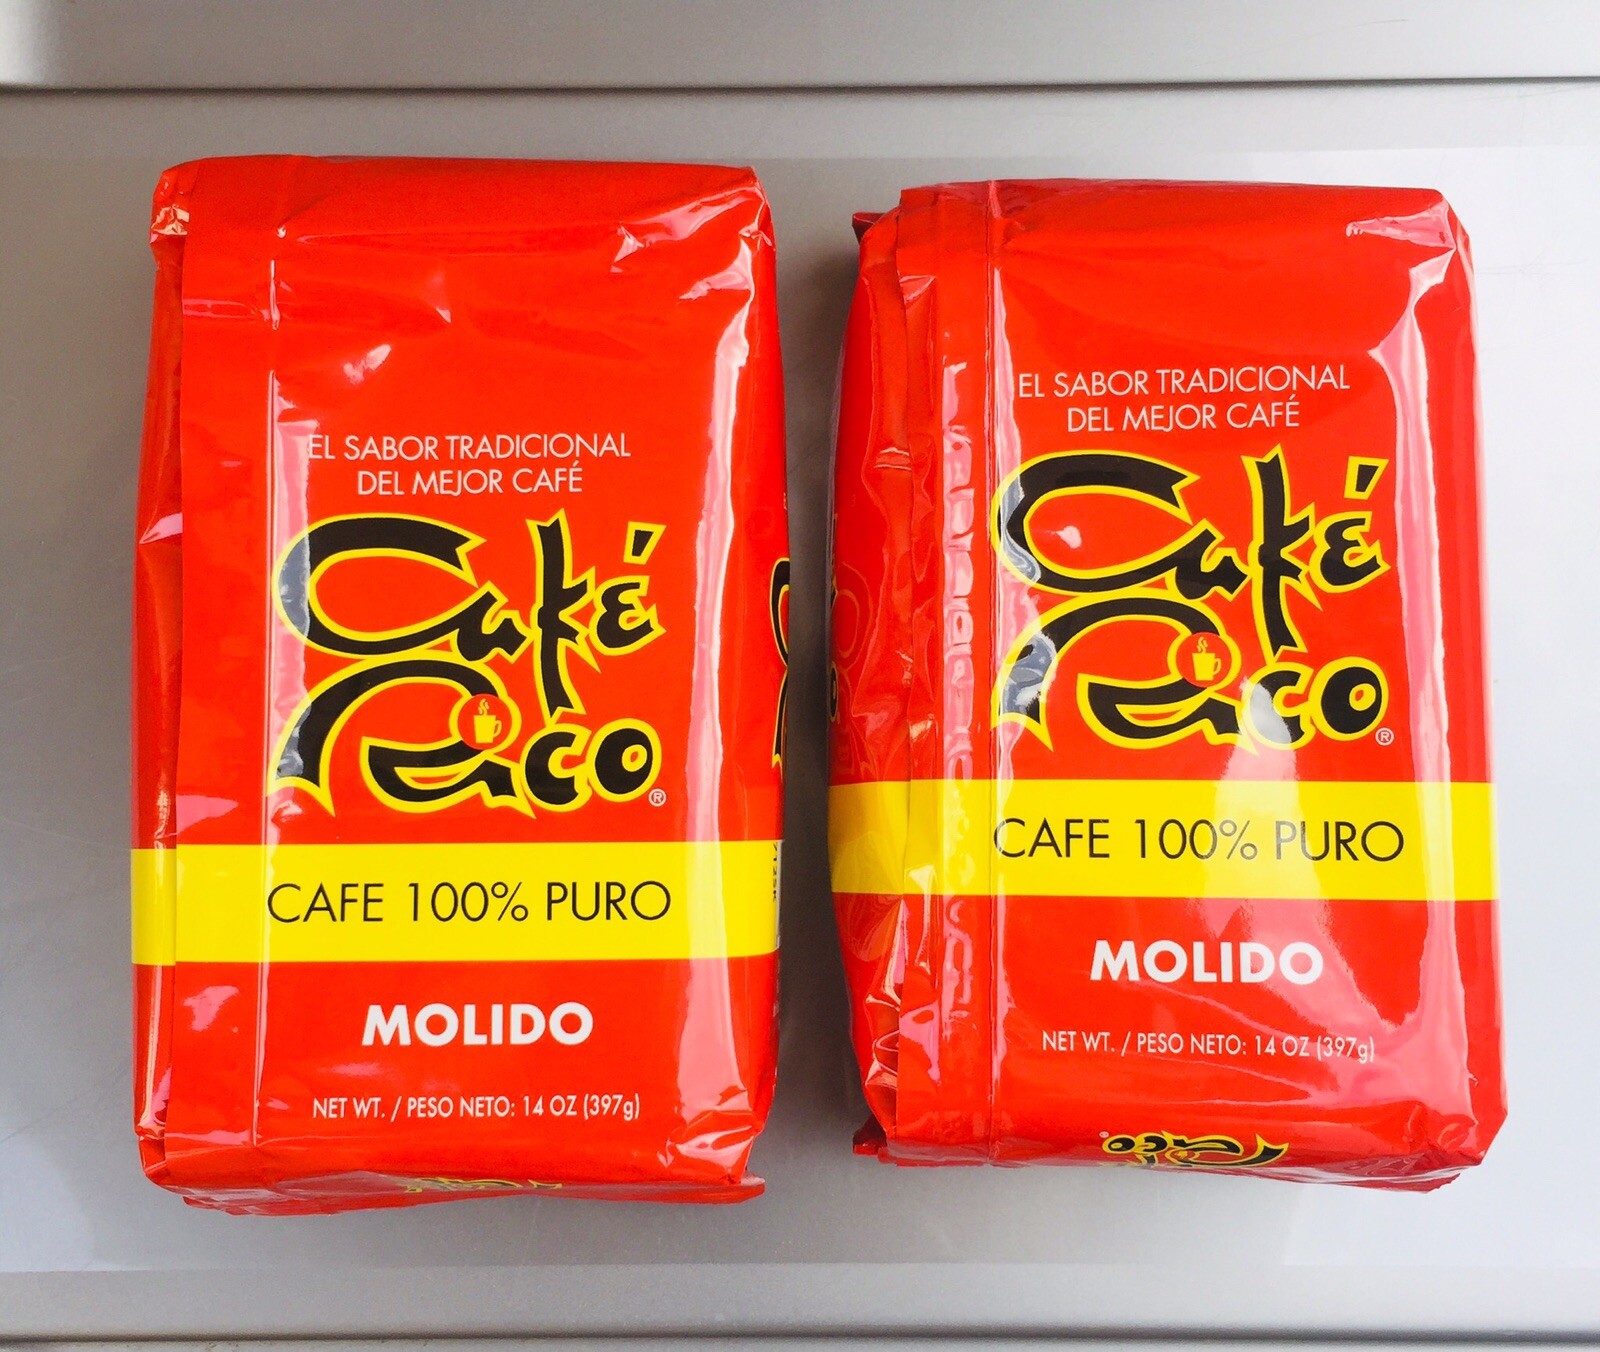 EL SABOR TRADICIONAL
DEL MEJOR CAFÉ
Café
Rico®
CAFE 100% PURO
MOLIDO
NET WT. / PESO NETO: 14 OZ (397g)
EL SABOR TRADICIONAL
DEL MEJOR CAFÉ
Café
Rico®
CAFE 100% PURO
MOLIDO
NET WT. / PESO NETO: 14 OZ (397g)